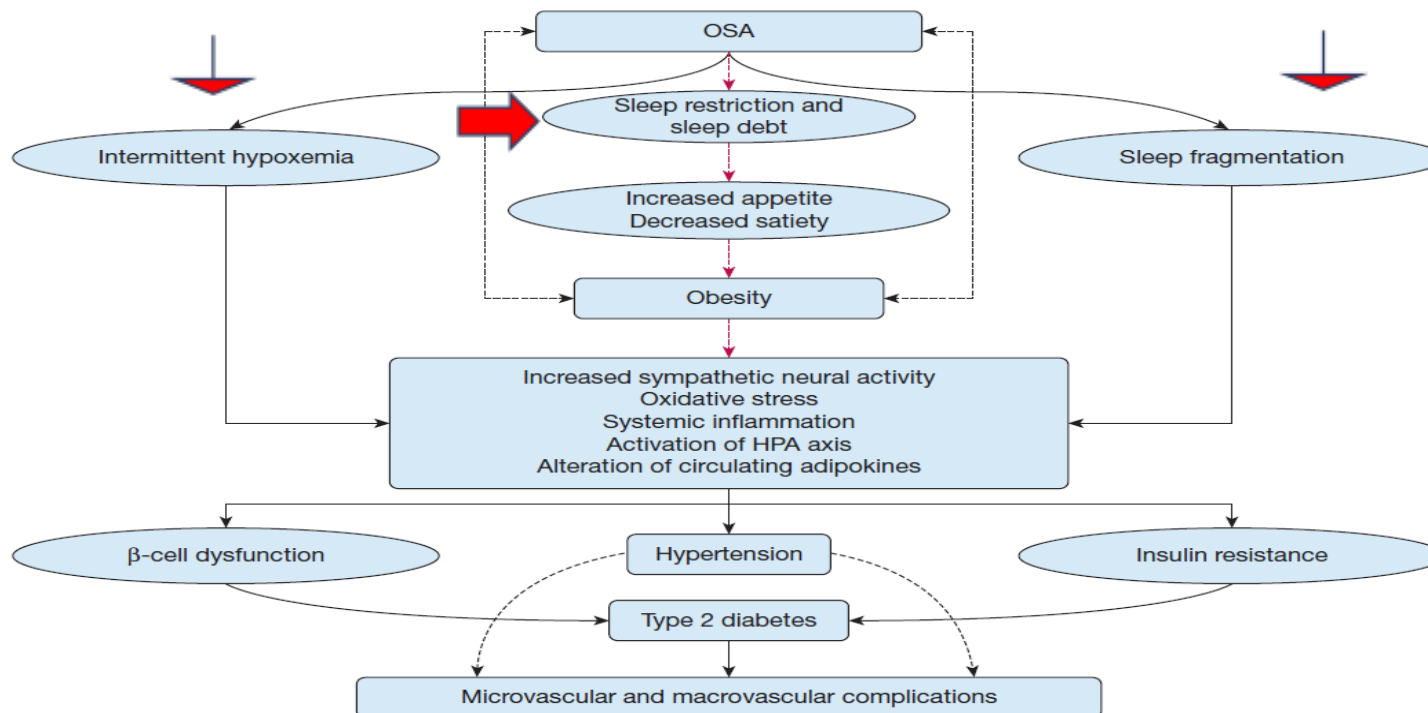 OSA
Sleep restriction and
sleep debt
Intermittent hypoxemia
Sleep fragmentation
Increased appetite
Decreased satiety
Obesity
Increased sympathetic neural activity
Oxidative stress
Systemic inflammation
Activation of HPA axis
Alteration of circulating adipokines
β-cell dysfunction
Hypertension
Insulin resistance
Type 2 diabetes
Microvascular and macrovascular complications